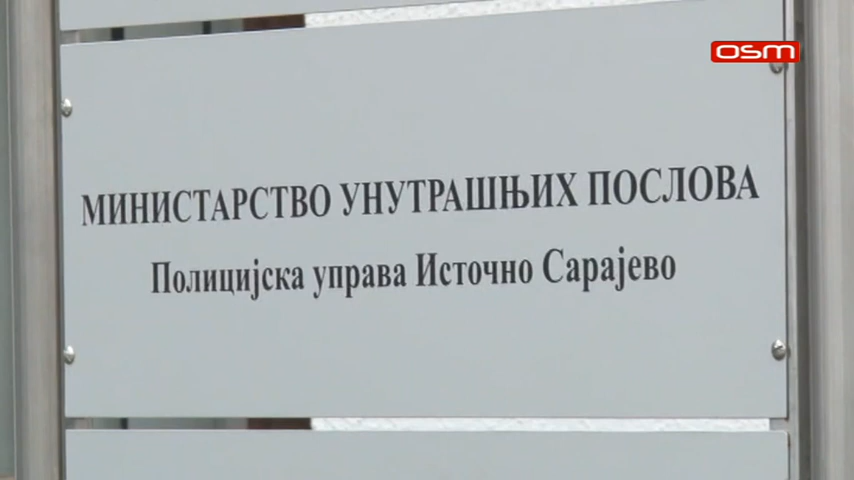 osm
МИНИСТАРСТВО УНУТРАШЊИХ ПОСЛОВА
Полицијска управа Источно Сарајево